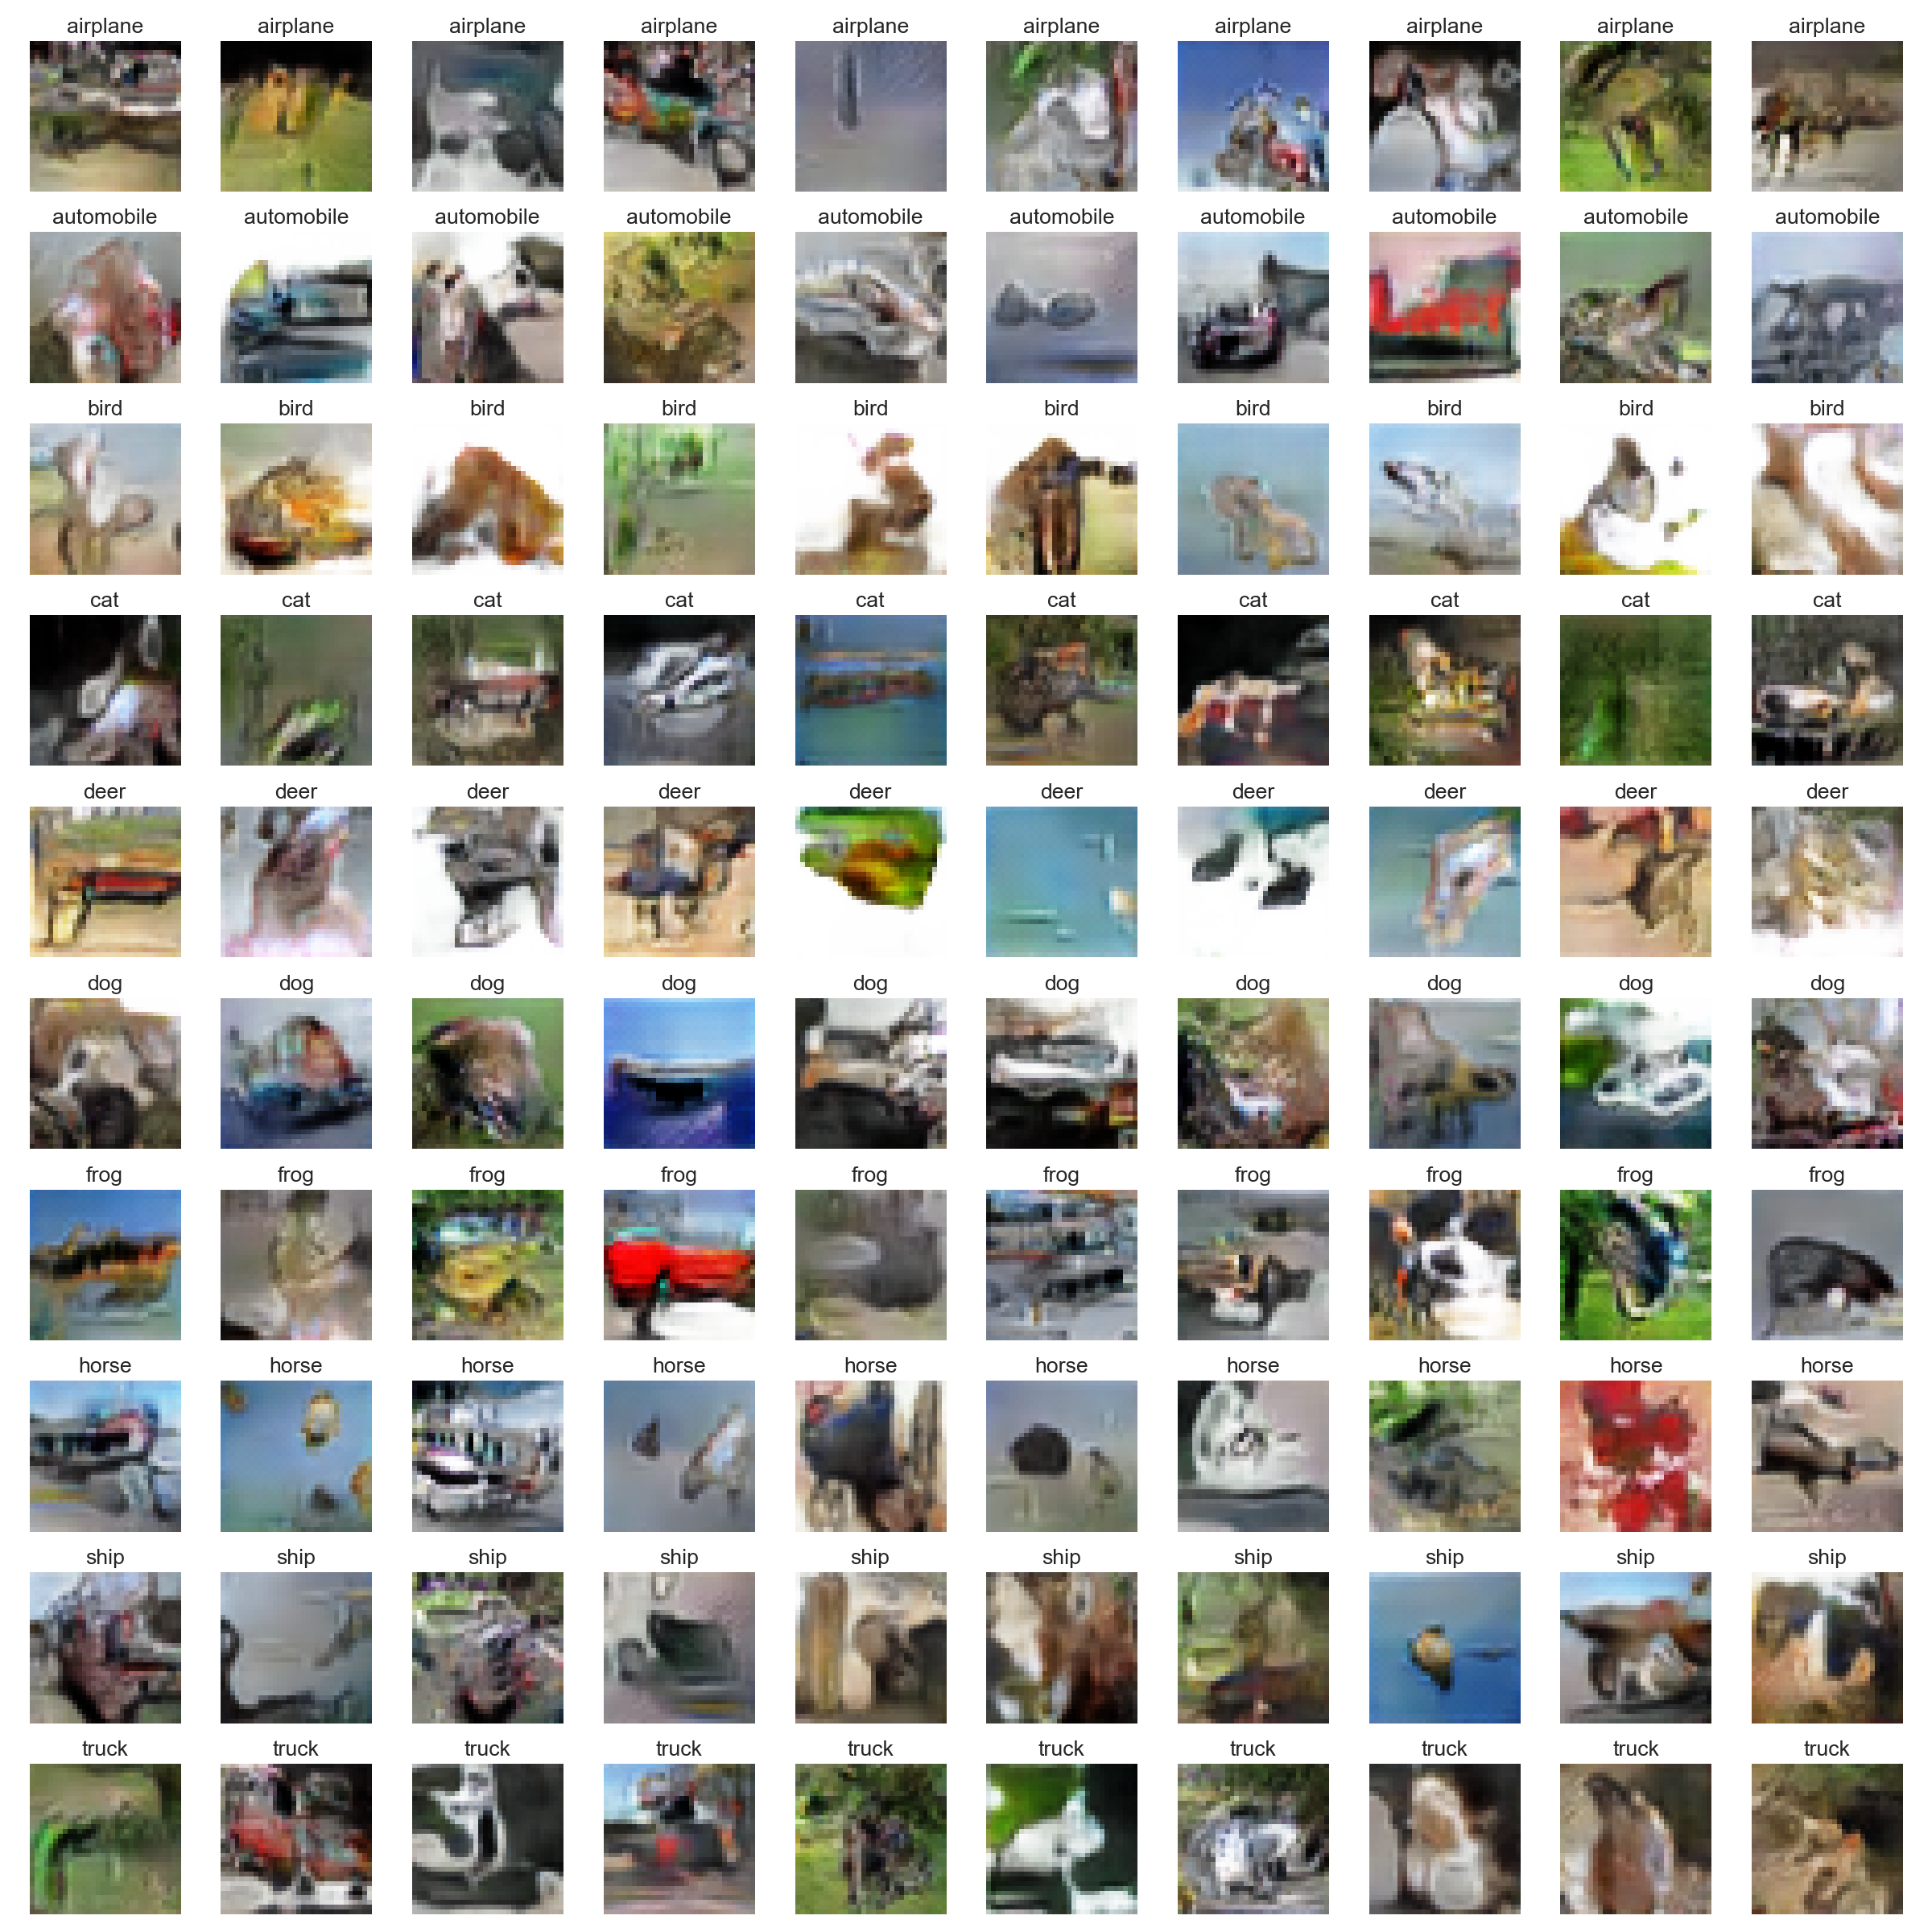 airplane airplane airplane airplane airplane airplane airplane airplane airplane airplane
automobile automobile automobile automobile automobile automobile automobile automobile automobile automobile
bird bird bird bird bird bird bird bird bird bird
cat cat cat cat cat cat cat cat cat cat
deer deer deer deer deer deer deer deer deer deer
dog dog dog dog dog dog dog dog dog dog
frog frog frog frog frog frog frog frog frog frog
horse horse horse horse horse horse horse horse horse horse
ship ship ship ship ship ship ship ship ship ship
truck truck truck truck truck truck truck truck truck truck